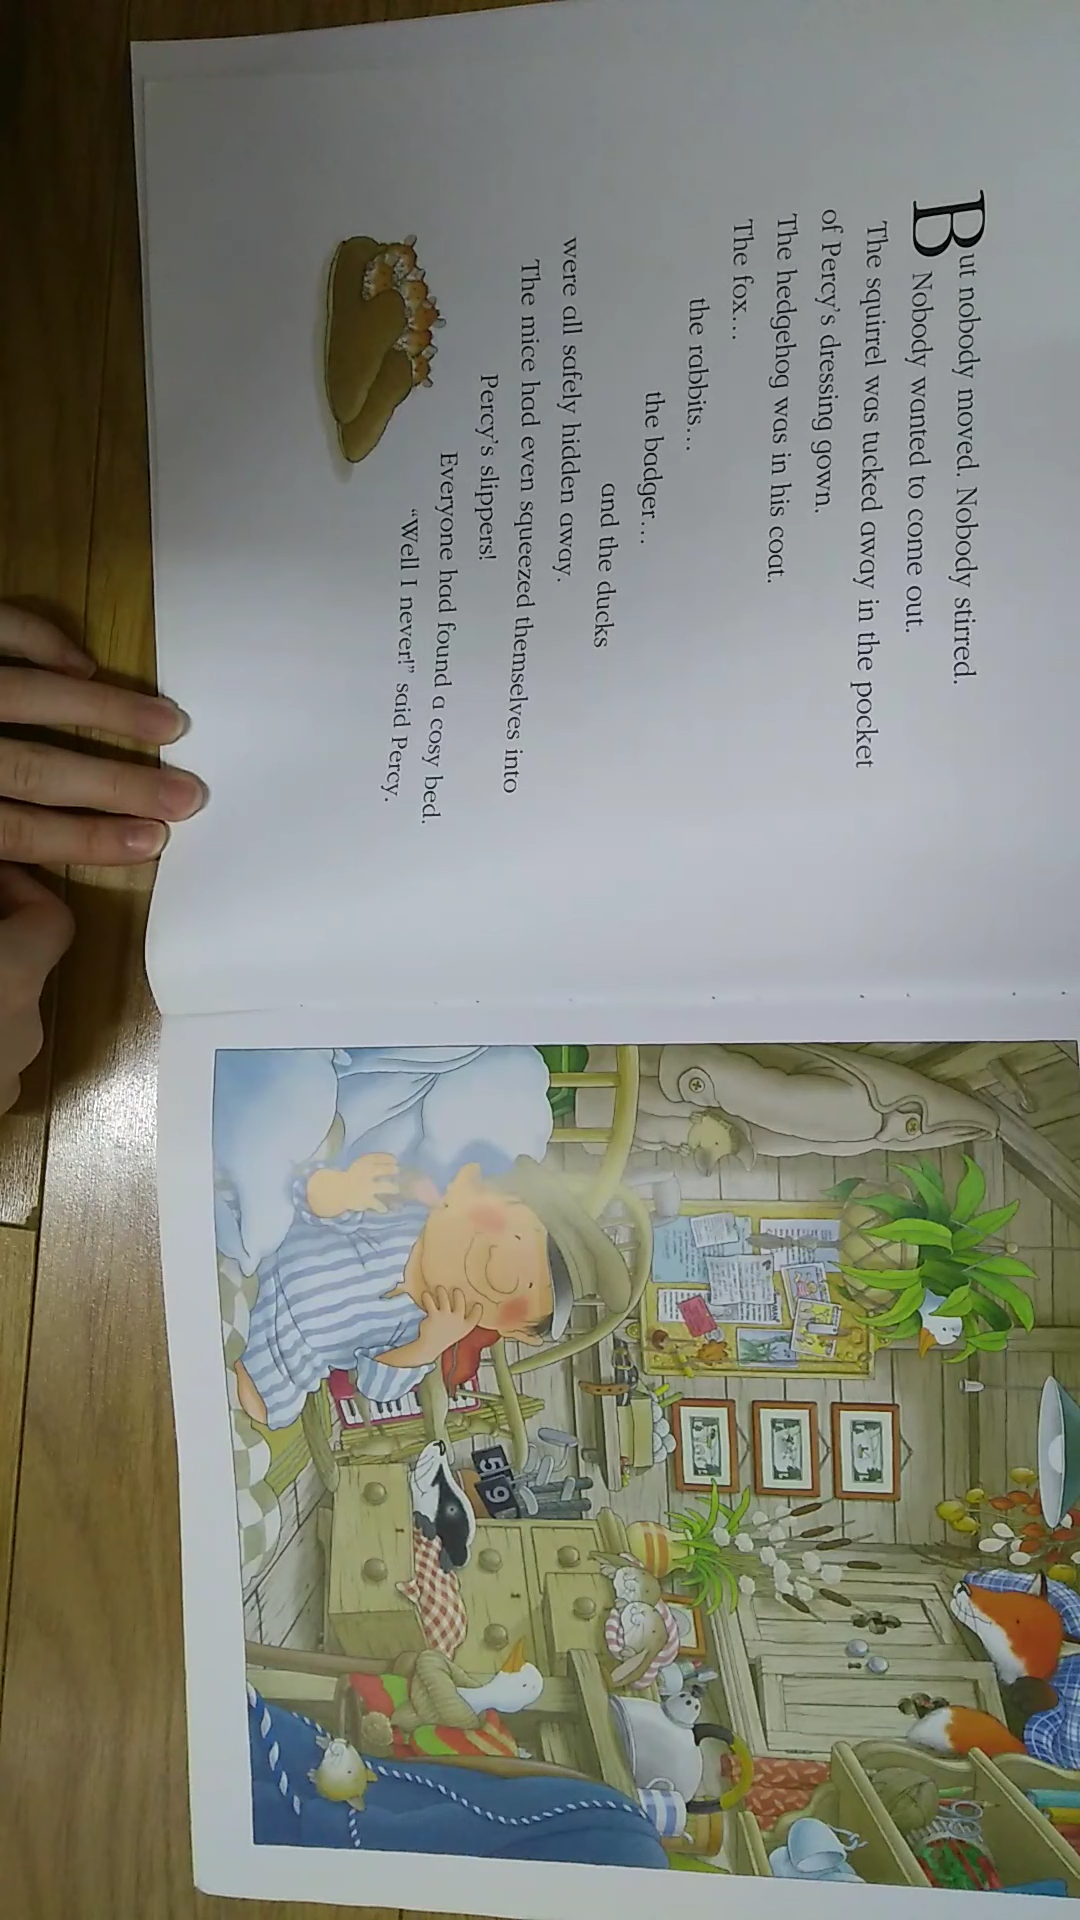 But nobody moved. Nobody stirred.
Nobody wanted to come out.
The squirrel was tucked away in the pocket
of Percy's dressing gown.
The hedgehog was in his coat.
The fox...
the rabbits...
the badger...
and the ducks
were all safely hidden away.
The mice had even squeezed themselves into
Percy's slippers!
Everyone had found a cosy bed.
“Well I never!” said Percy.
5 9